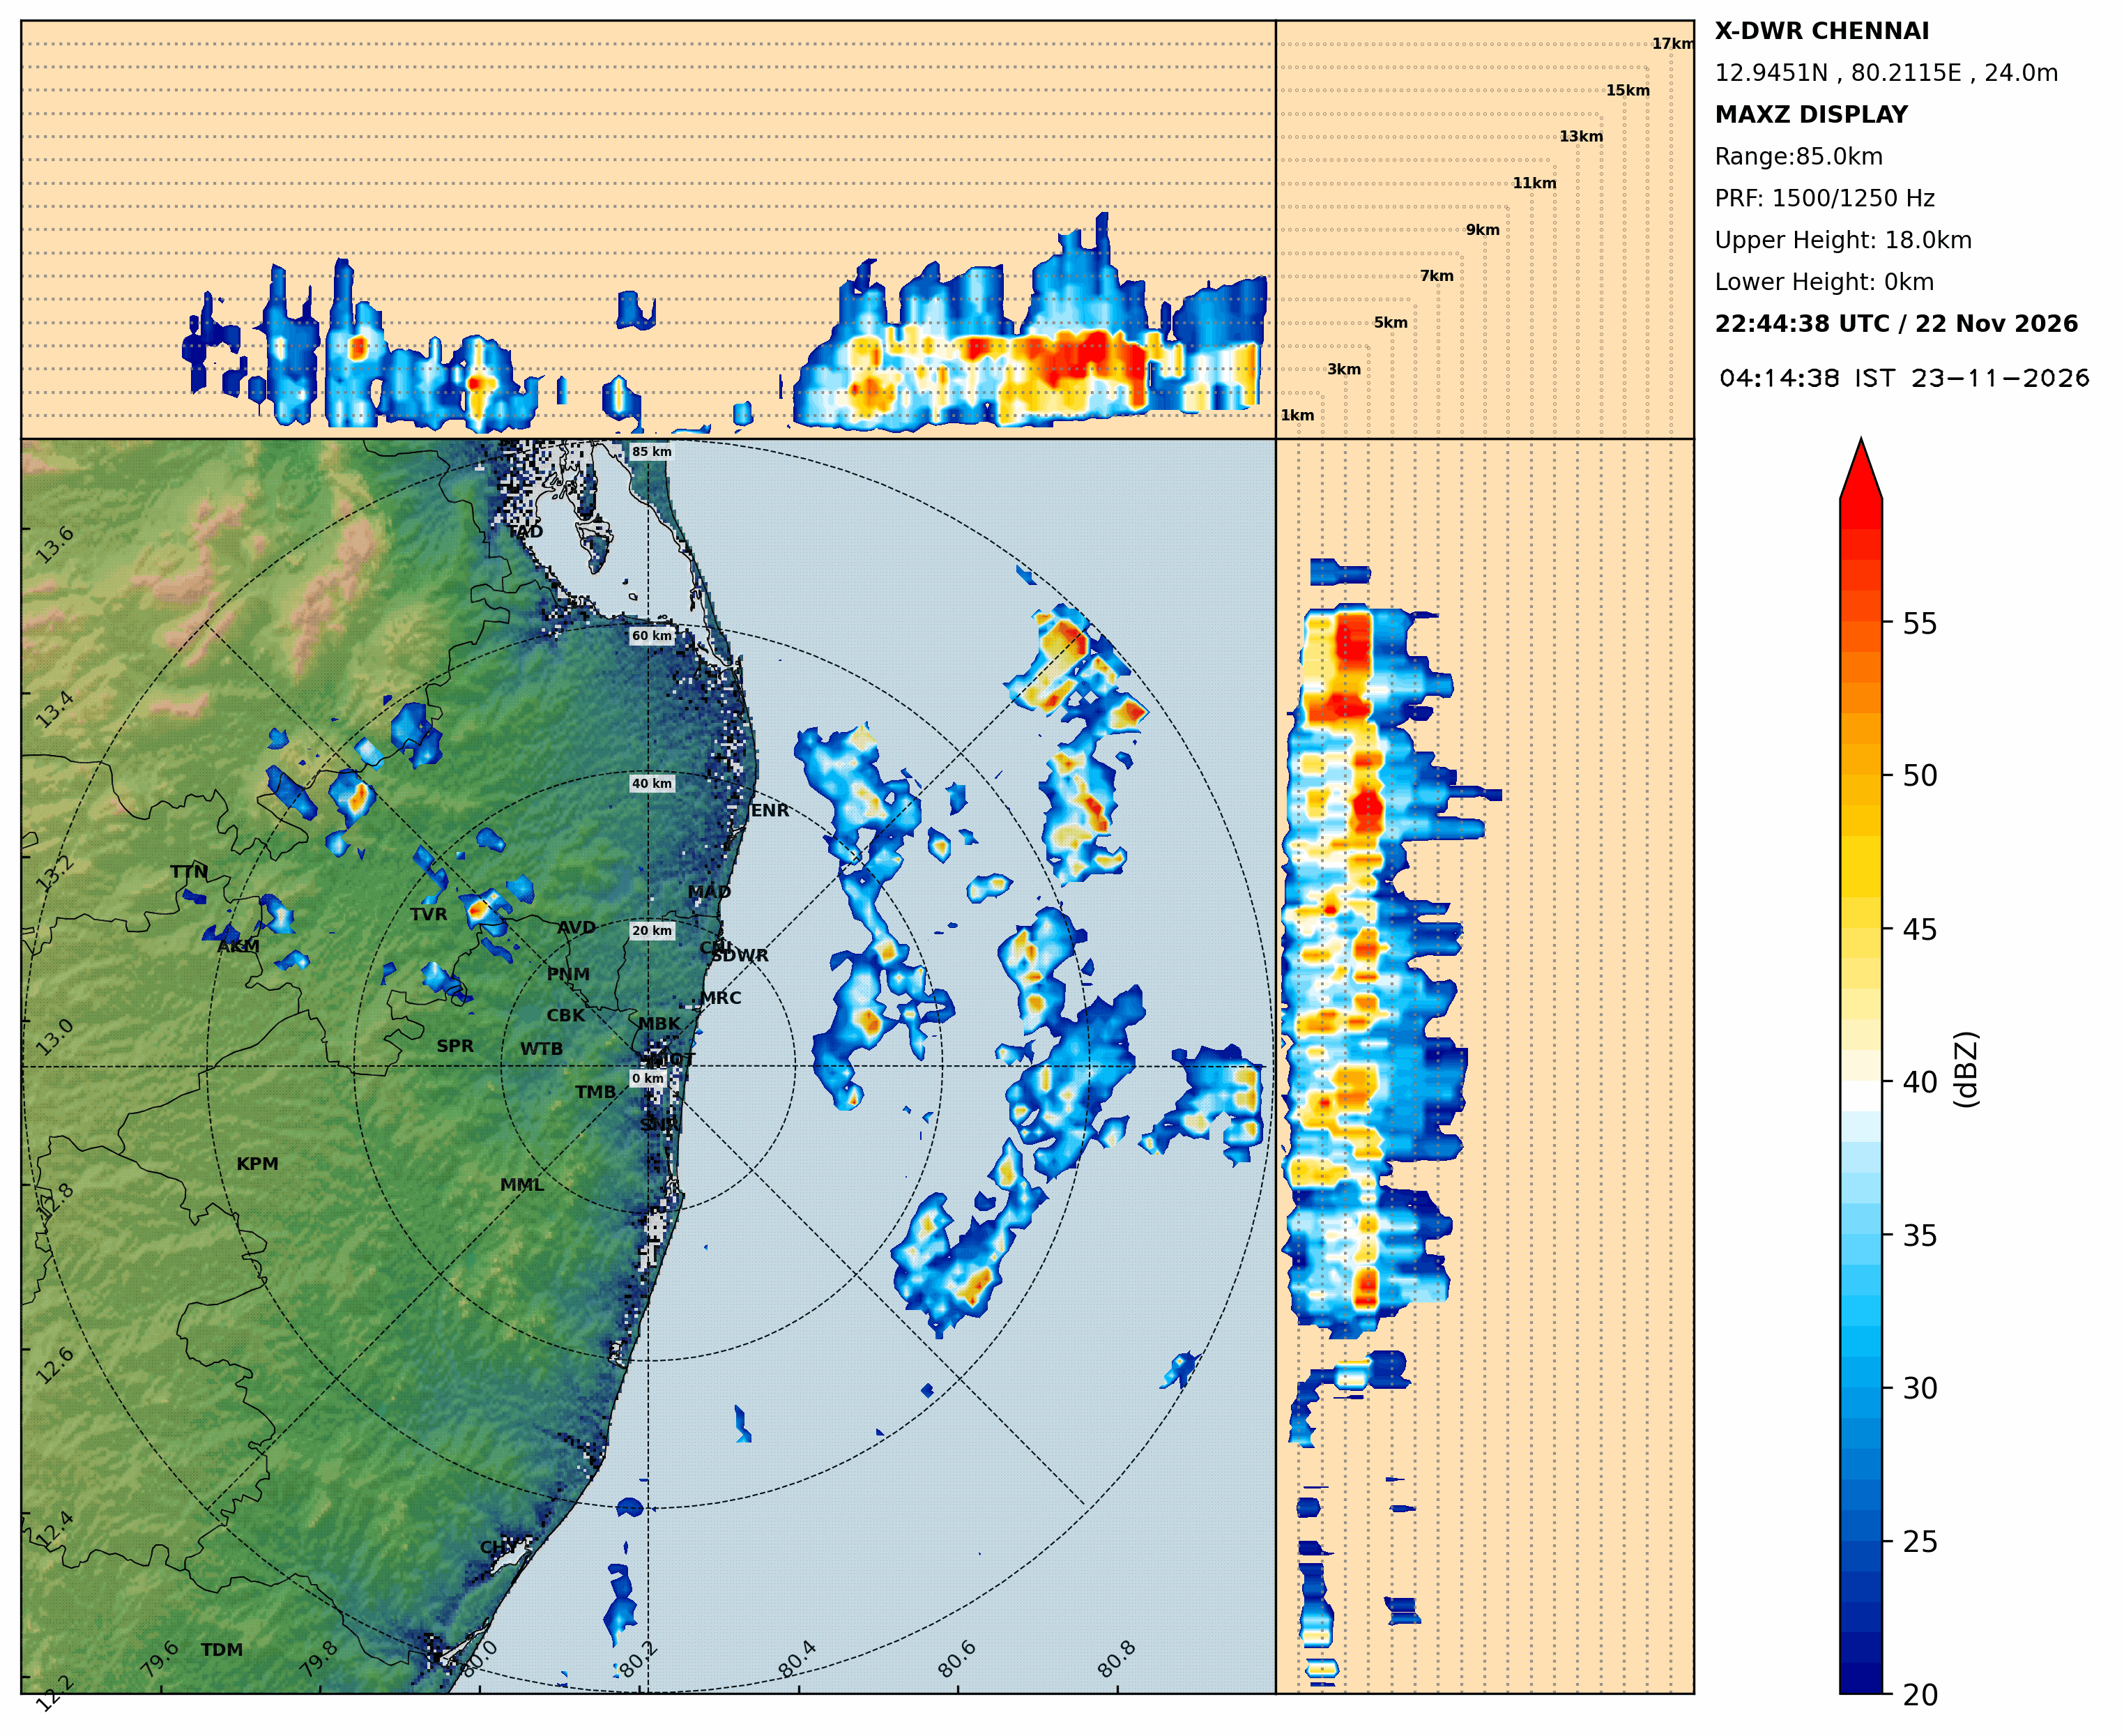 X-DWR CHENNAI
12.9451N , 80.2115E , 24.0m
MAXZ DISPLAY
Range:85.0km
PRF: 1500/1250 Hz
Upper Height: 18.0km
Lower Height: 0km
22:44:38 UTC / 22 Nov 2026
04:14:38 IST 23-11-2026
17km
15km
13km
11km
9km
7km
5km
3km
1km
85 km
TAD
13.6
60 km
13.4
40 km
ENR
13.2
TTN
MAD
TVR
AVD
20 km
AKM
CNI
SDWR
PNM
MRC
CBK
MBK
13.0
SPR
WTB
0 km
TMB
SNR
KPM
MML
12.8
12.6
12.4
CHY
TDM
12.2
79.6
79.8
80.0
80.2
80.4
80.6
80.8
55
50
45
40
35
30
25
20
(dBZ)